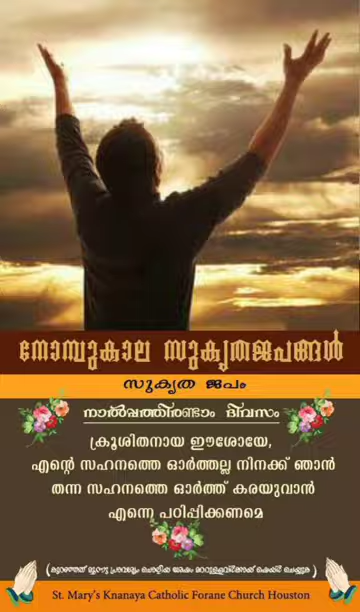 നോമ്പുകാല സുകൃതജപങ്ങൾ
സുകൃത ജപം
നാൽപ്പത്തിരണ്ടാം ദിവസം
ക്രൂശിതനായ ഈശോയേ,
എന്റെ സഹനത്തെ ഓർത്തല്ല നിനക്ക് ഞാൻ
തന്ന സഹനത്തെ ഓർത്ത് കരയുവാൻ
എന്നെ പഠിപ്പിക്കണമെ
St. Mary's Knanaya Catholic Forane Church Houston